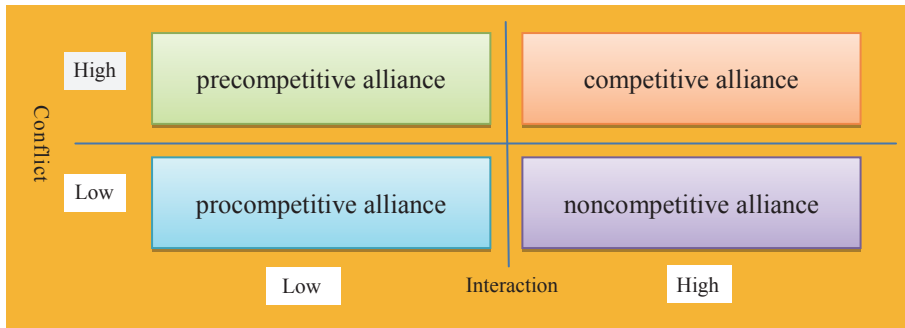 High
precompetitive alliance
competitive alliance
Conflict
Low
procompetitive alliance
noncompetitive alliance
Low
Interaction
High